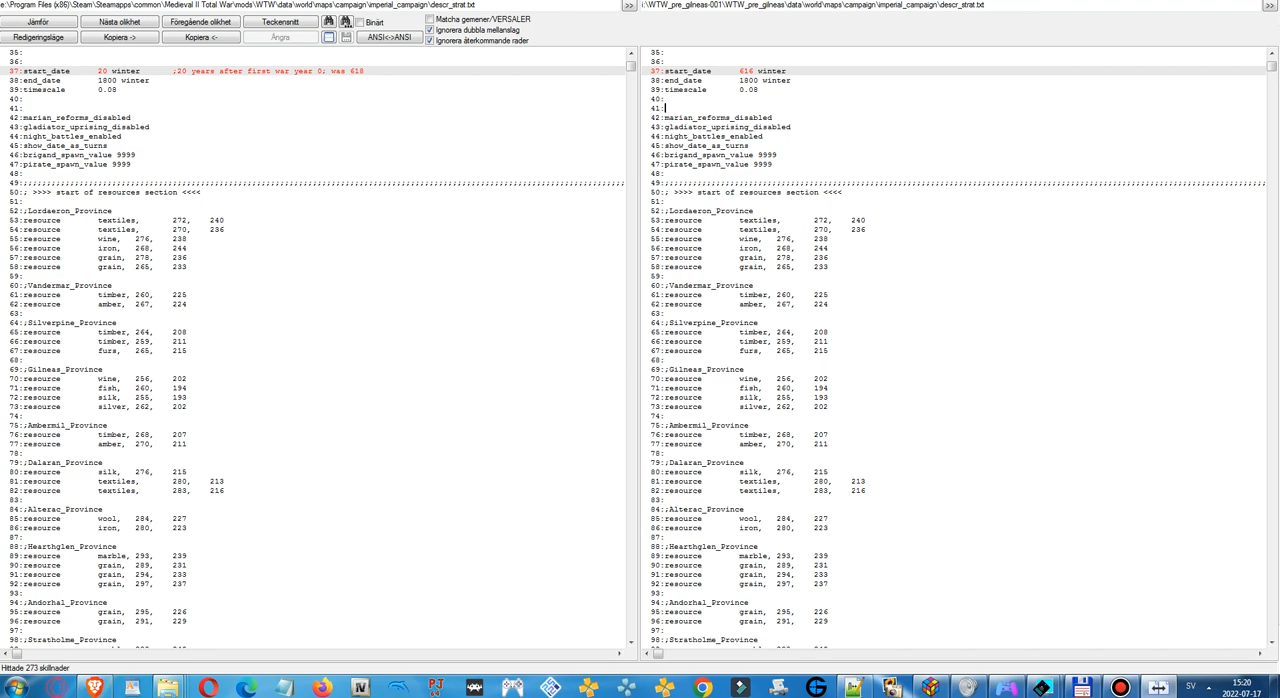 e:\Program Files (x86)\Steam\Steamapps\common\Medieval II Total War\mods\WTW\data\world\maps\campaign\imperial_campaign\descr_strat.txt
>>
i:\WTW_pre_gilneas-001\WTW_pre_gilneas\data\world\maps\campaign\imperial_campaign\descr_strat.txt
>>
Jämför Nästa olikhet Föregående olikhet Teckensnitt Binärt
Matcha gemener/VERSALER
Redigeringsläge Kopiera -> Kopiera <- Ångra ANSI<->ANSI
Ignorera dubbla mellanslag
Ignorera återkommande rader
35:
36:
37:start_date 20 winter ;20 years after first war year 0; was 618
38:end_date 1800 winter
39:timescale 0.08
40:
41:
42:marian_reforms_disabled
43:gladiator_uprising_disabled
44:night_battles_enabled
45:show_date_as_turns
46:brigand_spawn_value 9999
47:pirate_spawn_value 9999
48:
49:;;;;;;;;;;;;;;;;;;;;;;;;;;;;;;;;;;;;;;;;;;;;;;;;;;;;;;;;;;;;;;;;;;;;;;;;;;;;;;;;;;;;;;;;;;;;;;;;;;;;;;;;;;;;;;;;;;;;;;;;;
50:; >>>> start of resources section <<<<
51:
52:;Lordaeron_Province
53:resource textiles, 272, 240
54:resource textiles, 270, 236
55:resource wine, 276, 238
56:resource iron, 268, 244
57:resource grain, 278, 236
58:resource grain, 265, 233
59:
60:;Vandermar_Province
61:resource timber, 260, 225
62:resource amber, 267, 224
63:
64:;Silverpine_Province
65:resource timber, 264, 208
66:resource timber, 259, 211
67:resource furs, 265, 215
68:
69:;Gilneas_Province
70:resource wine, 256, 202
71:resource fish, 260, 194
72:resource silk, 255, 193
73:resource silver, 262, 202
74:
75:;Ambermil_Province
76:resource timber, 268, 207
77:resource amber, 270, 211
78:
79:;Dalaran_Province
80:resource silk, 276, 215
81:resource textiles, 280, 213
82:resource textiles, 283, 216
83:
84:;Alterac_Province
85:resource wool, 284, 227
86:resource iron, 280, 223
87:
88:;Hearthglen_Province
89:resource marble, 293, 239
90:resource grain, 289, 231
91:resource grain, 294, 233
92:resource grain, 297, 237
93:
94:;Andorhal_Province
95:resource grain, 295, 226
96:resource grain, 291, 229
97:
98:;Stratholme_Province
35:
36:
37:start_date 616 winter
38:end_date 1800 winter
39:timescale 0.08
40:
41:
42:marian_reforms_disabled
43:gladiator_uprising_disabled
44:night_battles_enabled
45:show_date_as_turns
46:brigand_spawn_value 9999
47:pirate_spawn_value 9999
48:
49:;;;;;;;;;;;;;;;;;;;;;;;;;;;;;;;;;;;;;;;;;;;;;;;;;;;;;;;;;;;;;;;;;;;;;;;;;;;;;;;;;;;;;;;;;;;;;;;;;;;;;;;;;;;;;;;;;;;;;;;;;
50:; >>>> start of resources section <<<<
51:
52:;Lordaeron_Province
53:resource textiles, 272, 240
54:resource textiles, 270, 236
55:resource wine, 276, 238
56:resource iron, 268, 244
57:resource grain, 278, 236
58:resource grain, 265, 233
59:
60:;Vandermar_Province
61:resource timber, 260, 225
62:resource amber, 267, 224
63:
64:;Silverpine_Province
65:resource timber, 264, 208
66:resource timber, 259, 211
67:resource furs, 265, 215
68:
69:;Gilneas_Province
70:resource wine, 256, 202
71:resource fish, 260, 194
72:resource silk, 255, 193
73:resource silver, 262, 202
74:
75:;Ambermil_Province
76:resource timber, 268, 207
77:resource amber, 270, 211
78:
79:;Dalaran_Province
80:resource silk, 276, 215
81:resource textiles, 280, 213
82:resource textiles, 283, 216
83:
84:;Alterac_Province
85:resource wool, 284, 227
86:resource iron, 280, 223
87:
88:;Hearthglen_Province
89:resource marble, 293, 239
90:resource grain, 289, 231
91:resource grain, 294, 233
92:resource grain, 297, 237
93:
94:;Andorhal_Province
95:resource grain, 295, 226
96:resource grain, 291, 229
97:
98:;Stratholme_Province
Hittade 273 skillnader
SV
15:20
2022-07-17